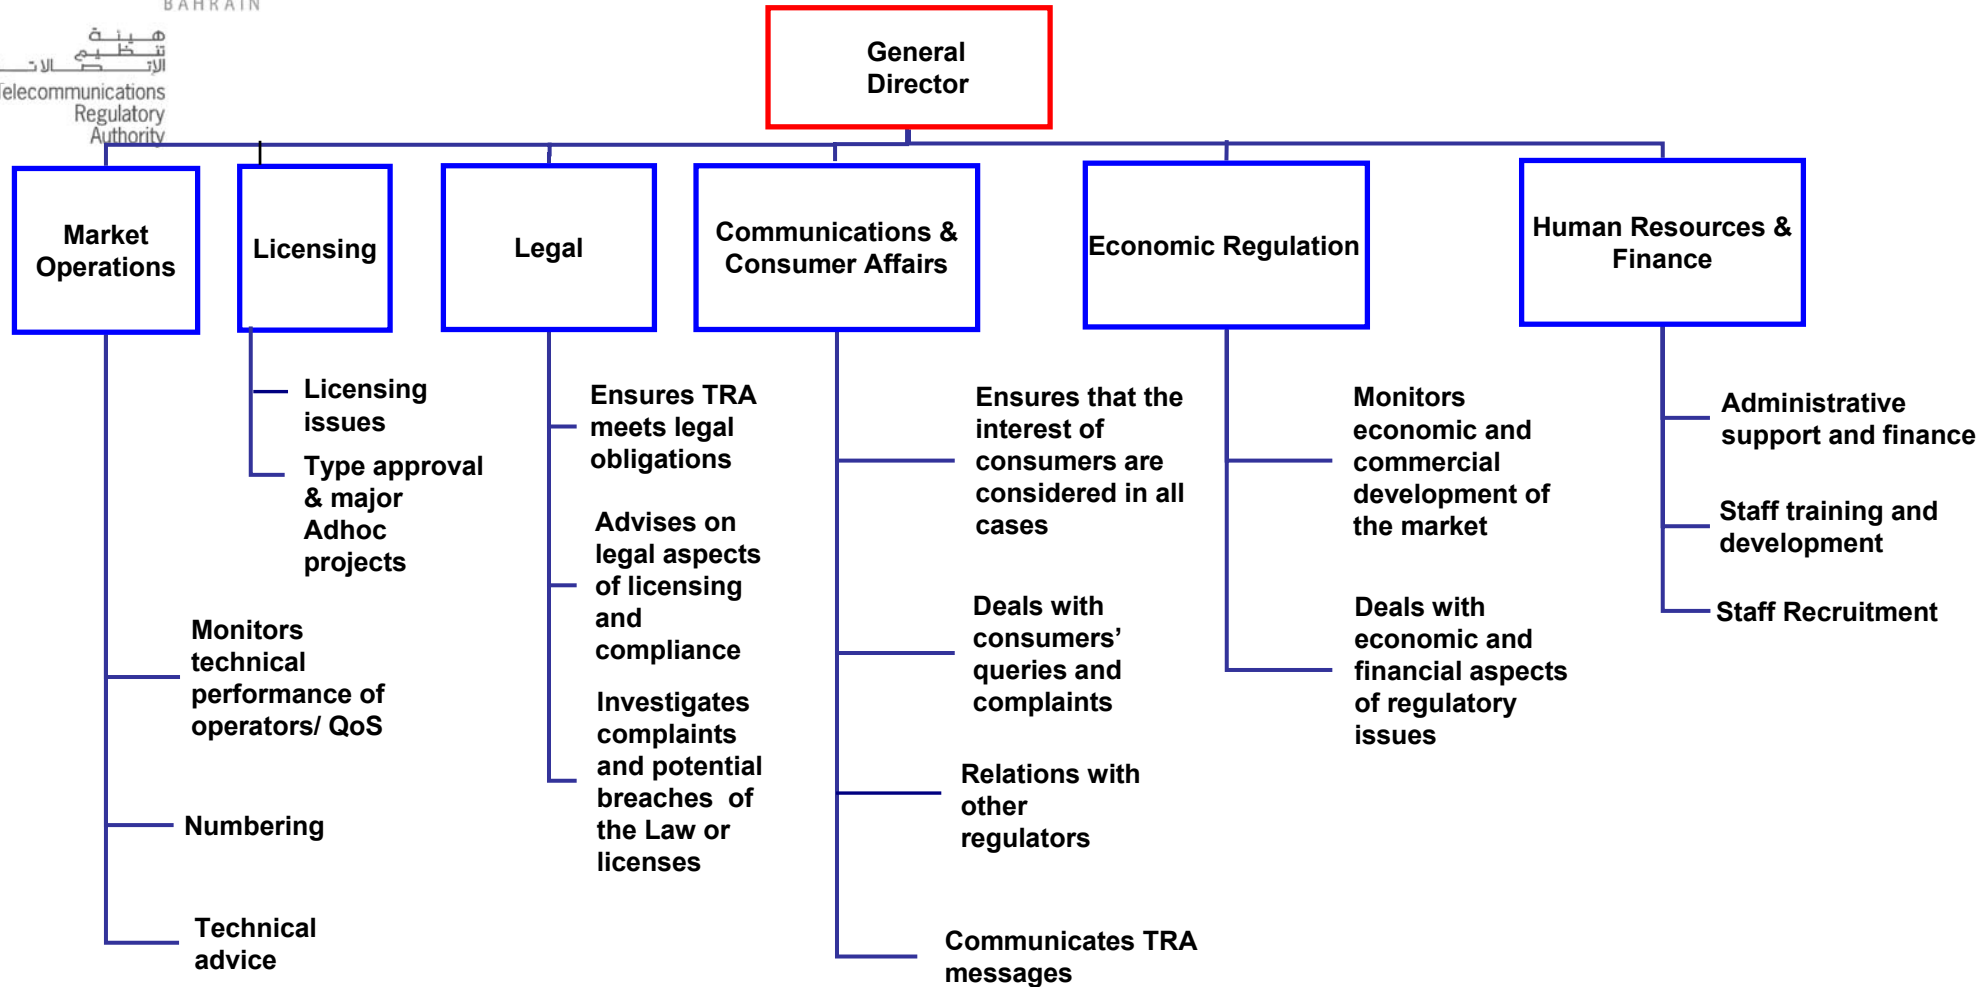 BAHRAIN
هيئة
تنظيم
الإتصالات
Telecommunications
Regulatory
Authority
General
Director
Market
Operations
Licensing
Legal
Communications &
Consumer Affairs
Economic Regulation
Human Resources &
Finance
Monitors
technical
performance of
operators/ QoS
Numbering
Technical
advice
Licensing
issues
Type approval
& major
Adhoc
projects
Ensures TRA
meets legal
obligations
Advises on
legal aspects
of licensing
and
compliance
Investigates
complaints
and potential
breaches of
the Law or
licenses
Ensures that the
interest of
consumers are
considered in all
cases
Deals with
consumers’
queries and
complaints
Relations with
other
regulators
Communicates TRA
messages
Monitors
economic and
commercial
development of
the market
Deals with
economic and
financial aspects
of regulatory
issues
Administrative
support and finance
Staff training and
development
Staff Recruitment